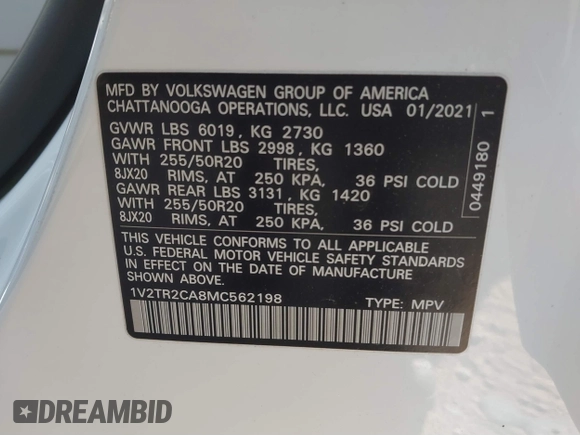 MFD BY VOLKSWAGEN GROUP OF AMERICA
CHATTANOOGA OPERATIONS, LLC. USA 01/2021
GVWR LBS 6019, KG 2730
GAWR FRONT LBS 2998, KG 1360
WITH 255/50R20 TIRES,
8JX20 RIMS, AT 250 KPA, 36 PSI COLD
GAWR REAR LBS 3131, KG 1420
WITH 255/50R20 TIRES,
8JX20 RIMS, AT 250 KPA, 36 PSI COLD
THIS VEHICLE CONFORMS TO ALL APPLICABLE
U.S. FEDERAL MOTOR VEHICLE SAFETY STANDARDS
IN EFFECT ON THE DATE OF MANUFACTURE
SHOWN ABOVE.
1V2TR2CA8MC562198 TYPE: MPV
0449180 1
DREAMBID